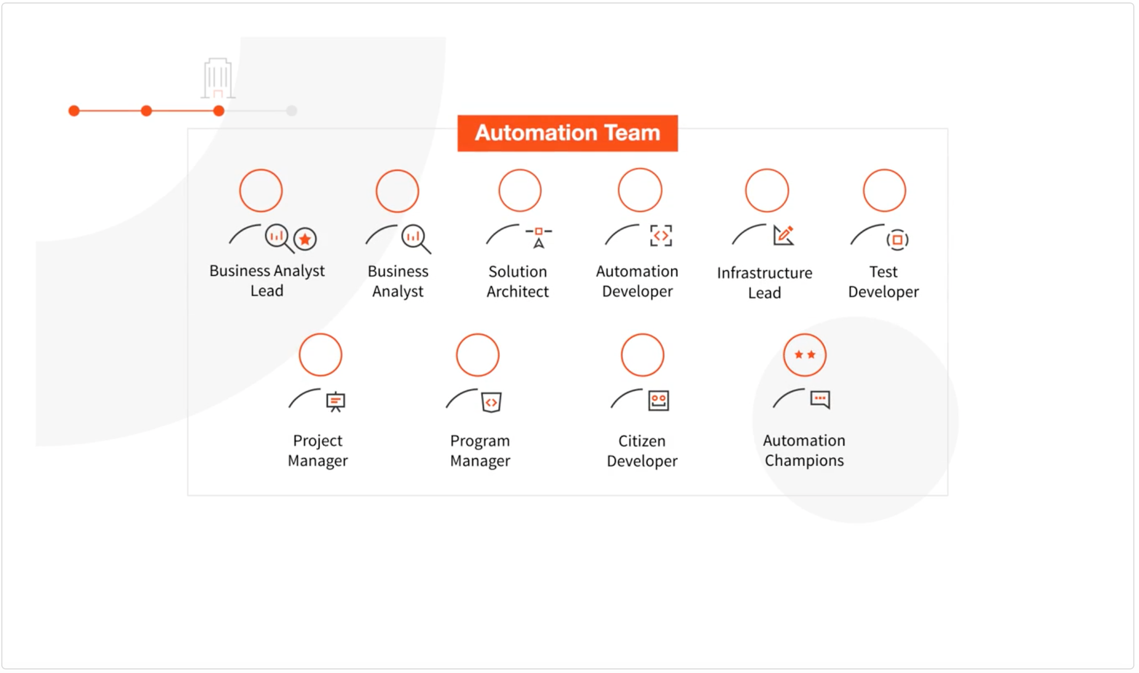 Automation Team
Business Analyst
Lead
Business
Analyst
Solution
Architect
Automation
Developer
Infrastructure
Lead
Test
Developer
Project
Manager
Program
Manager
Citizen
Developer
Automation
Champions